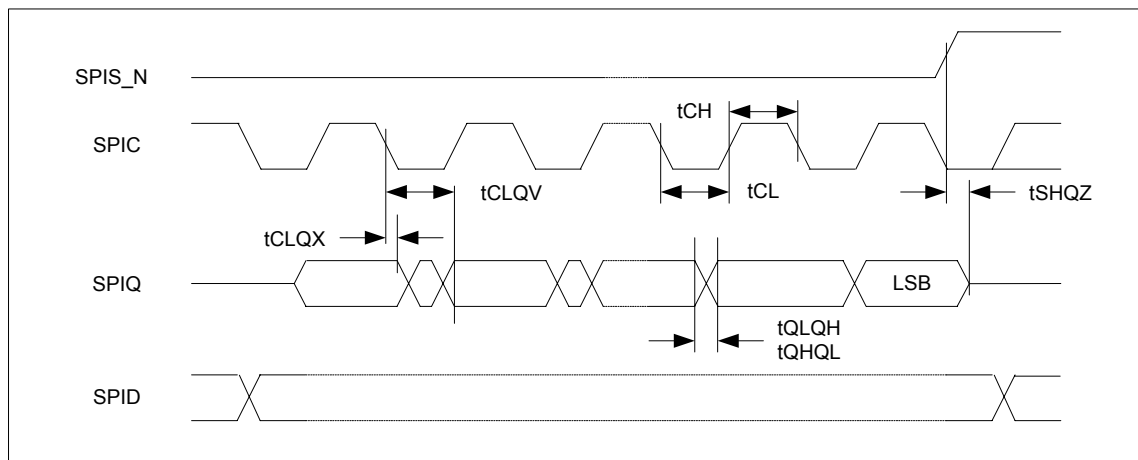 SPIS_N
tCH
SPIC
tCLQV
tCL
tSHQZ
tCLQX
SPIQ
LSB
tQLQH
tQHQL
SPID